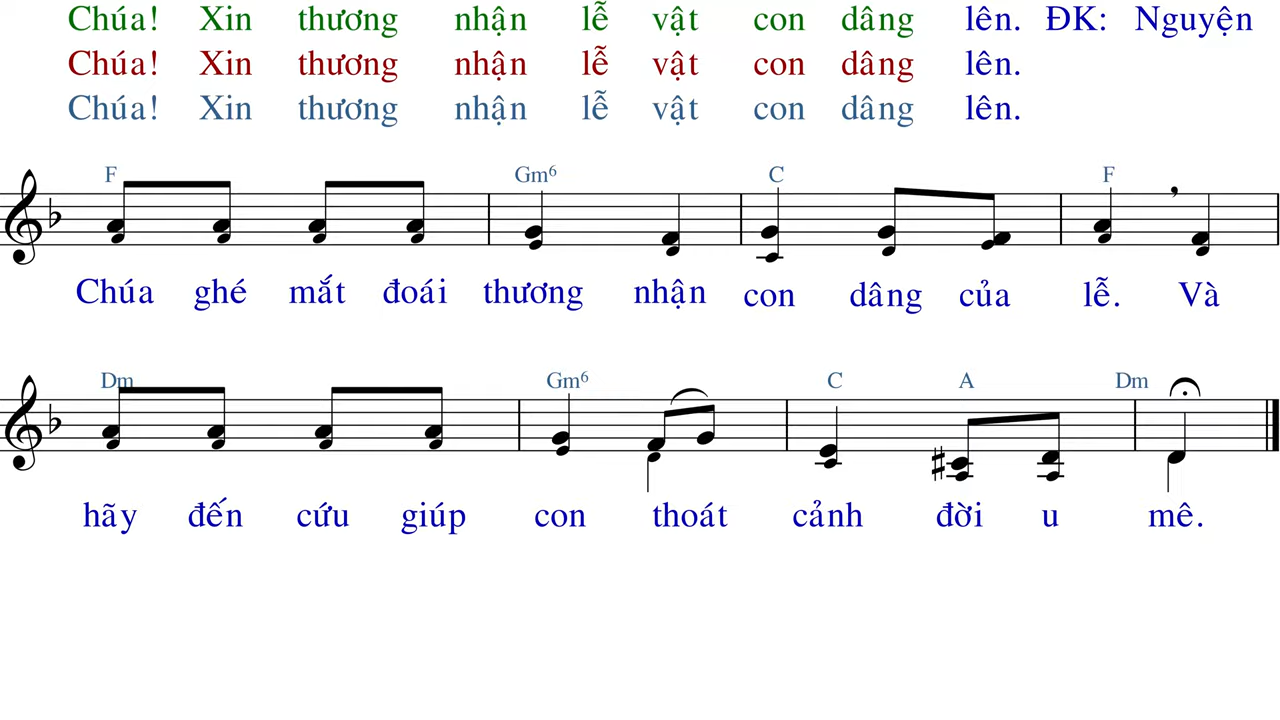 Chúa! Xin thương nhận lễ vật con dâng lên. ĐK: Nguyện
Chúa! Xin thương nhận lễ vật con dâng lên.
Chúa! Xin thương nhận lễ vật con dâng lên.
F Gm6 C F
Chúa ghé mắt đoái thương nhận con dâng của lễ. Và
Dm Gm6 C A Dm
hãy đến cứu giúp con thoát cảnh đời u mê.